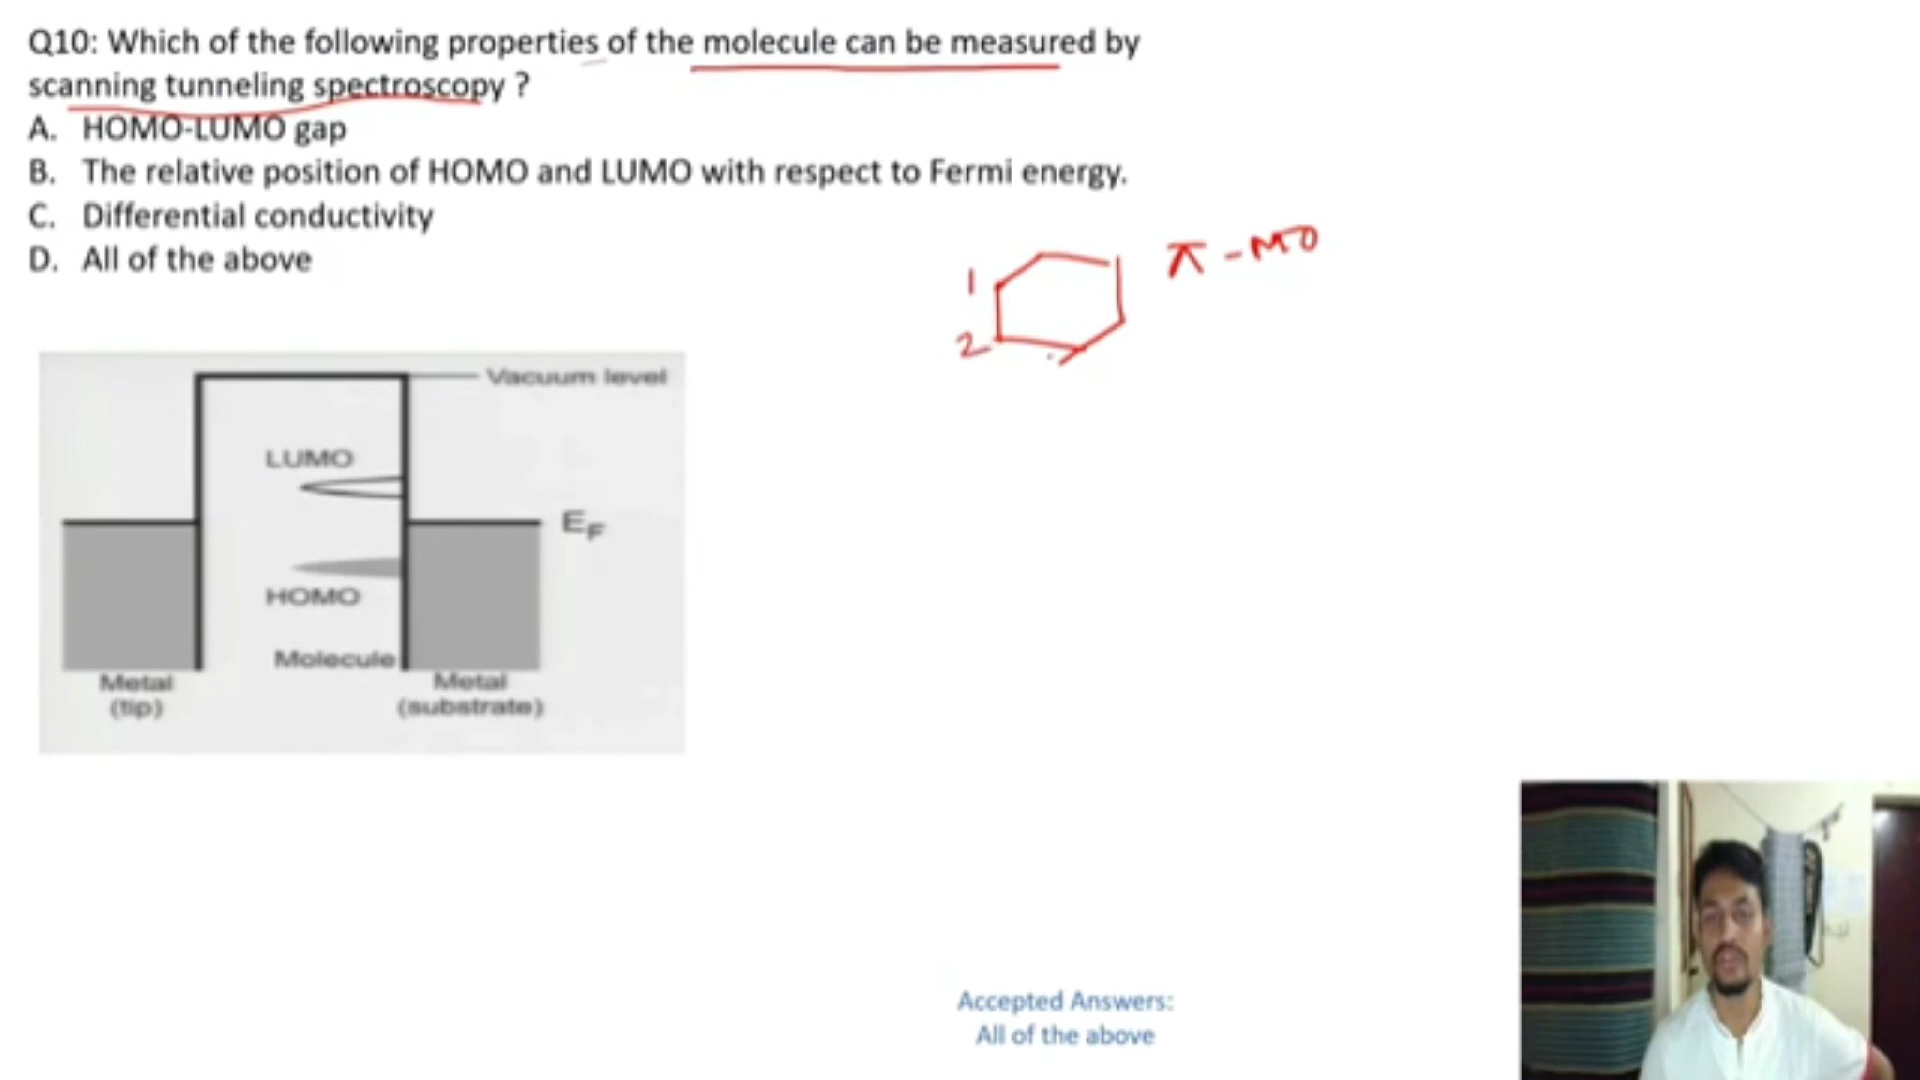 Q10: Which of the following properties of the molecule can be measured by
scanning tunneling spectroscopy ?
A. HOMO-LUMO gap
B. The relative position of HOMO and LUMO with respect to Fermi energy.
C. Differential conductivity
D. All of the above
π-MO
1
2
Vacuum level
LUMO
EF
HOMO
Molecule
Metal
(tip)
Metal
(substrate)
Accepted Answers:
All of the above